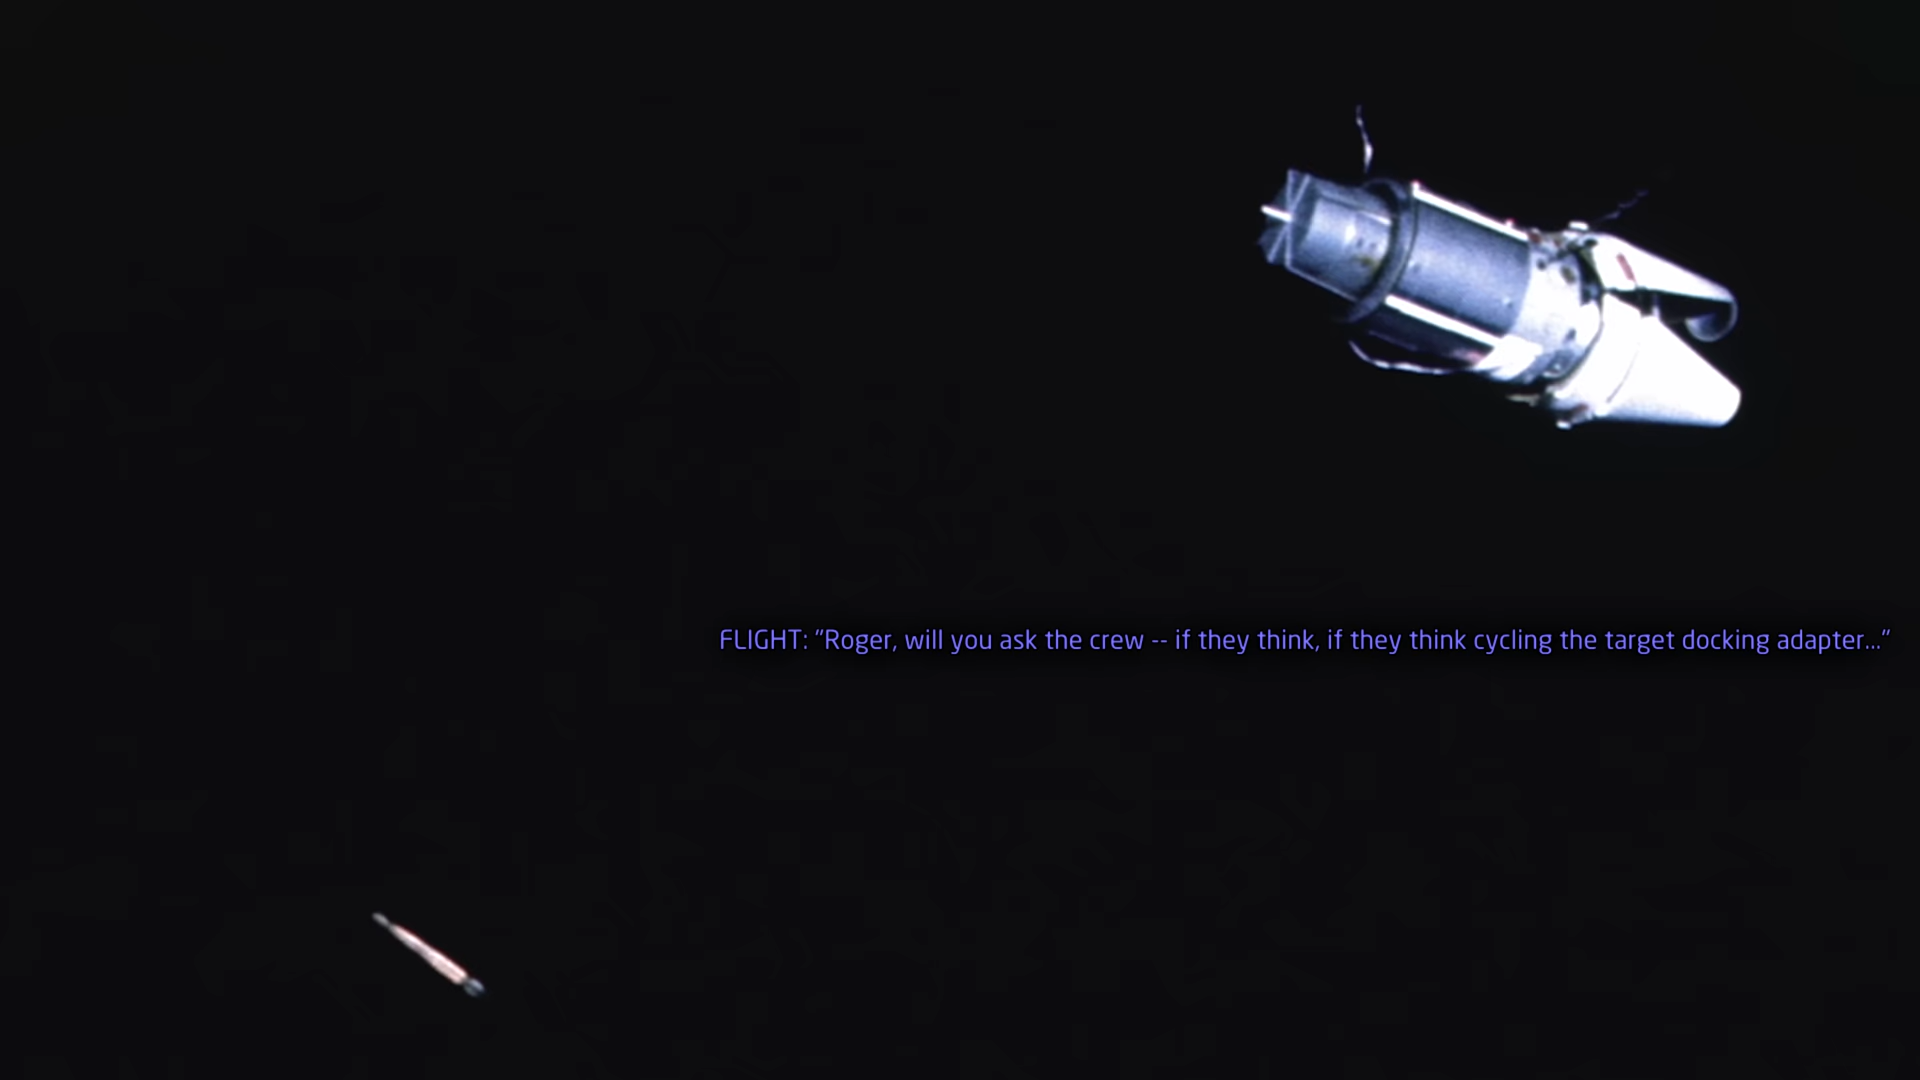 FLIGHT: "Roger, will you ask the crew -- if they think, if they think cycling the target docking adapter..."